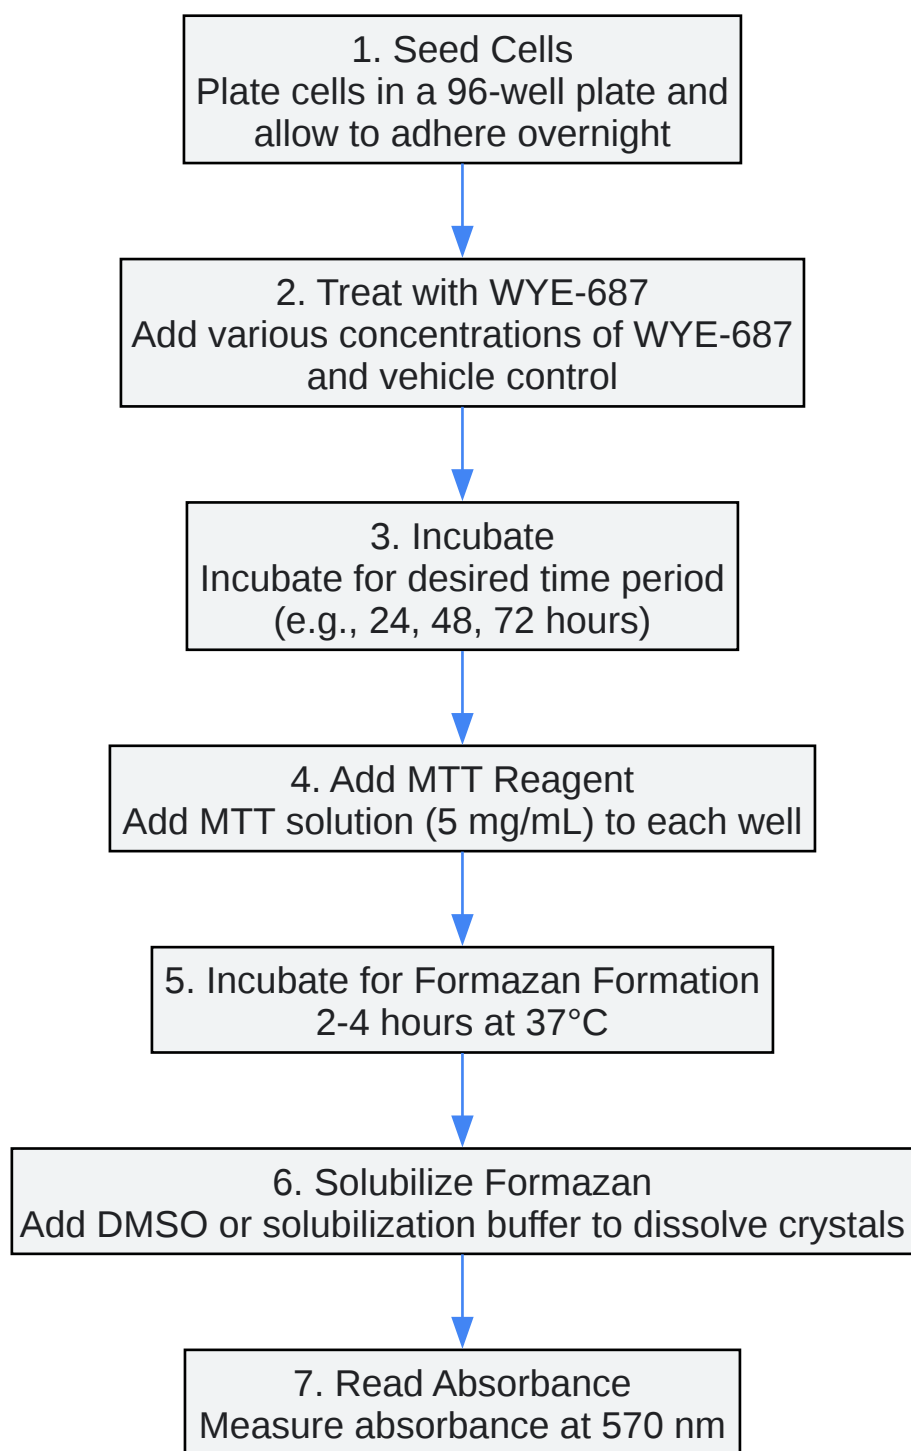 1. Seed Cells
Plate cells in a 96-well plate and
allow to adhere overnight
2. Treat with WYE-687
Add various concentrations of WYE-687
and vehicle control
3. Incubate
Incubate for desired time period
(e.g., 24, 48, 72 hours)
4. Add MTT Reagent
Add MTT solution (5 mg/mL) to each well
5. Incubate for Formazan Formation
2-4 hours at 37°C
6. Solubilize Formazan
Add DMSO or solubilization buffer to dissolve crystals
7. Read Absorbance
Measure absorbance at 570 nm